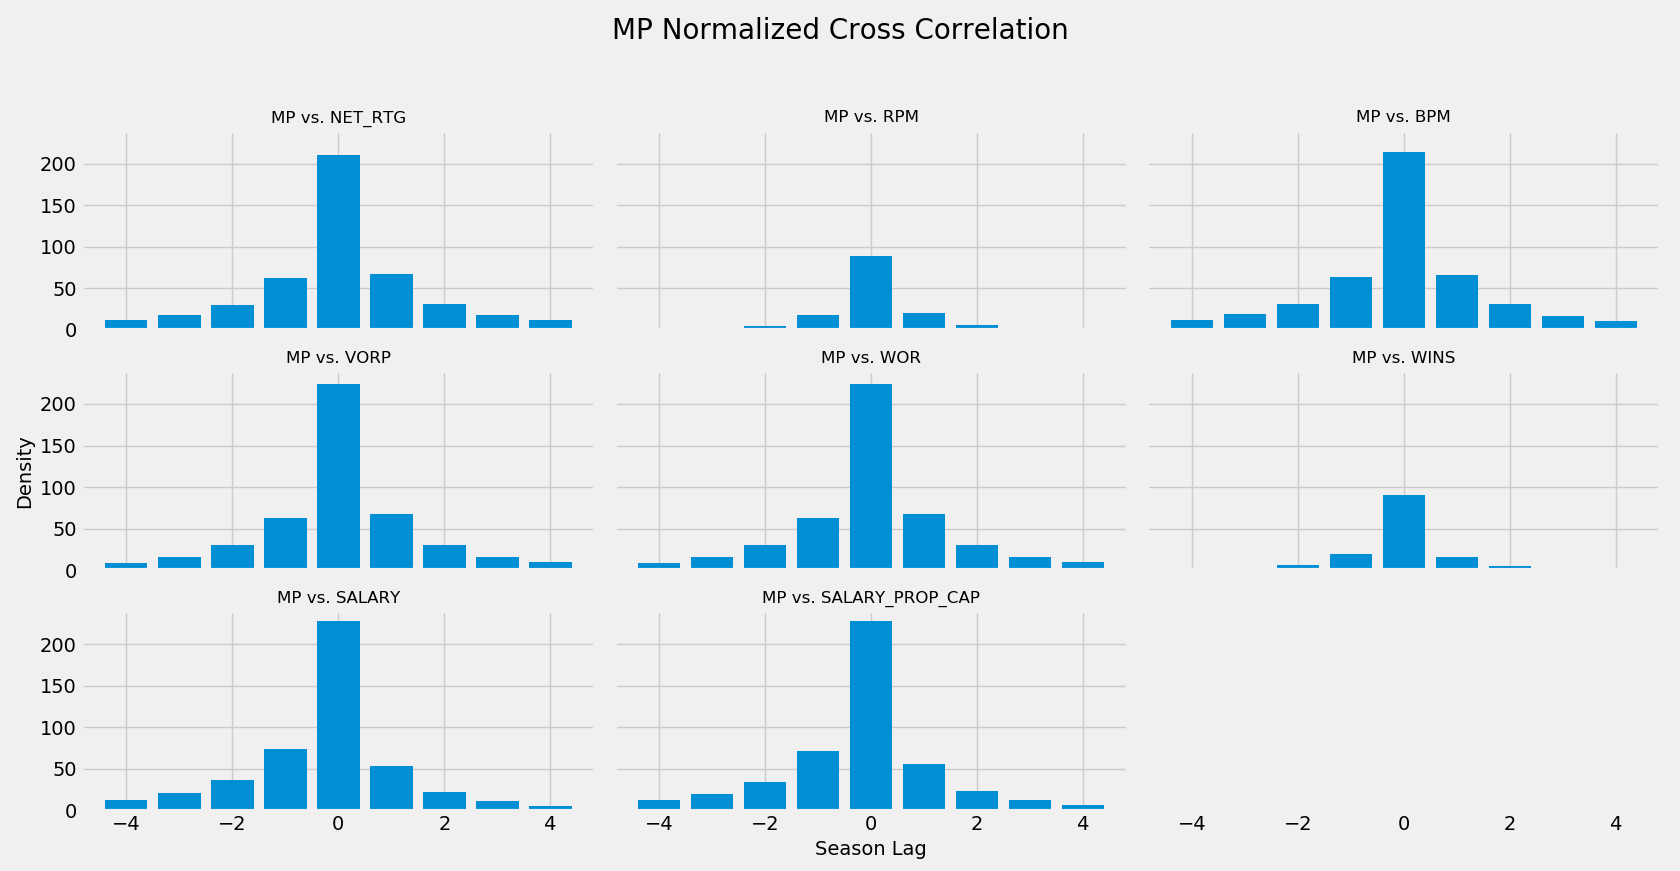 MP Normalized Cross Correlation
MP vs. NET_RTG
MP vs. RPM
MP vs. BPM
200
150
100
50
0
MP vs. VORP
MP vs. WOR
MP vs. WINS
200
150
100
50
0
Density
MP vs. SALARY
MP vs. SALARY_PROP_CAP
200
150
100
50
0
−4 −2 0 2 4
−4 −2 0 2 4
−4 −2 0 2 4
Season Lag